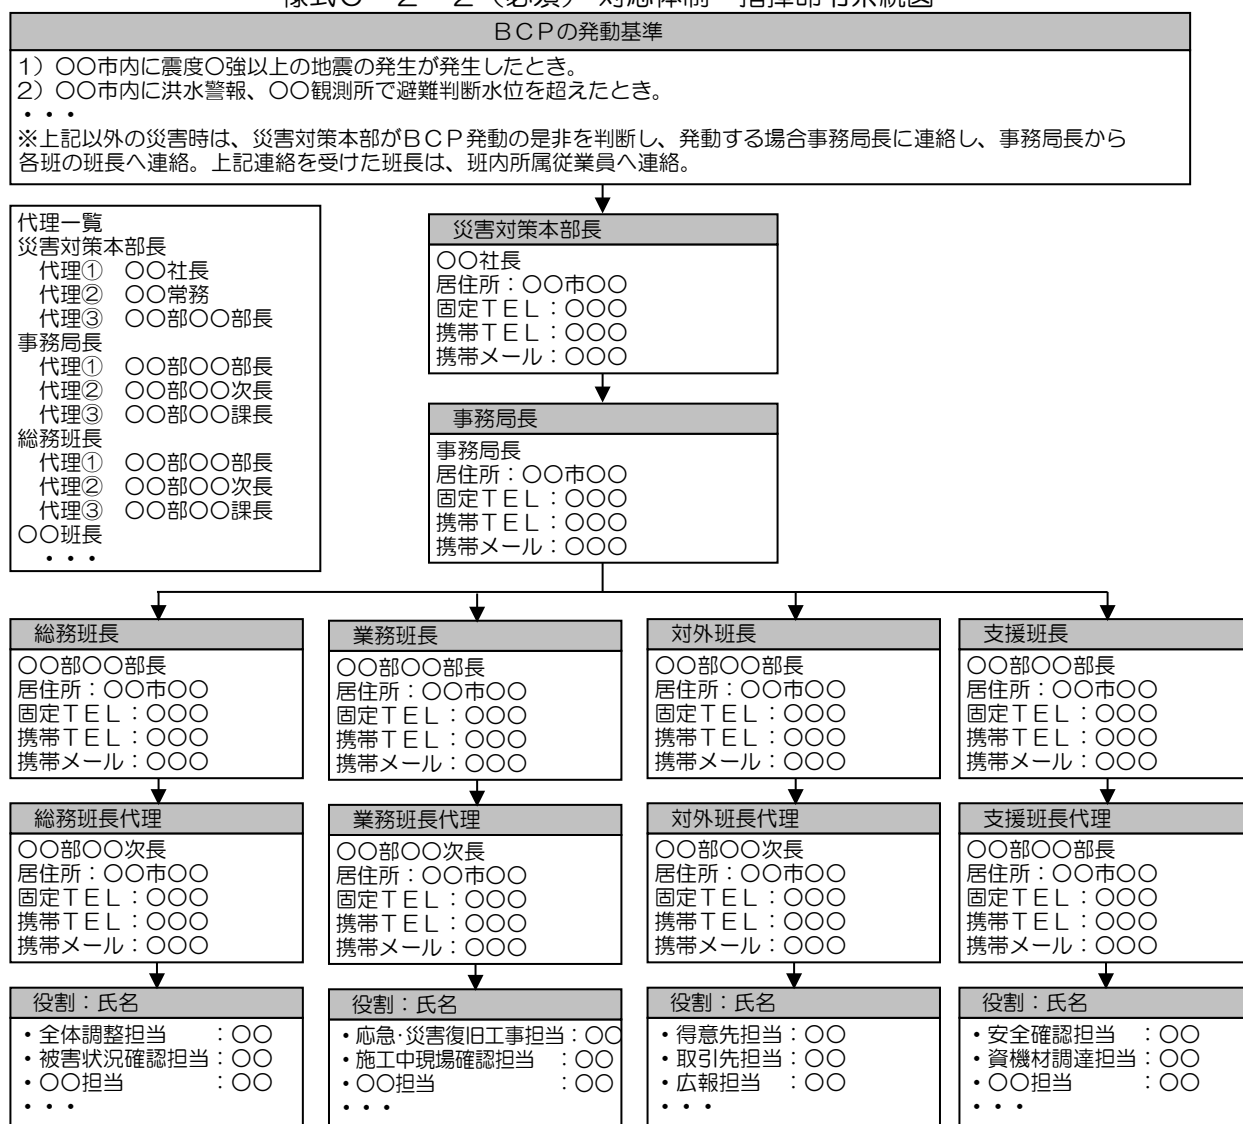 ＢＣＰの発動基準
１）〇〇市内に震度〇強以上の地震の発生が発生したとき。
２）〇〇市内に洪水警報、〇〇観測所で避難判断水位を超えたとき。
・・・
※上記以外の災害時は、災害対策本部がＢＣＰ発動の是非を判断し、発動する場合事務局長に連絡し、事務局長から
各班の班長へ連絡。上記連絡を受けた班長は、班内所属従業員へ連絡。
代理一覧
災害対策本部長
代理①　〇〇社長
代理②　〇〇常務
代理③　〇〇部〇〇部長
事務局長
代理①　〇〇部〇〇部長
代理②　〇〇部〇〇次長
代理③　〇〇部〇〇課長
総務班長
代理①　〇〇部〇〇部長
代理②　〇〇部〇〇次長
代理③　〇〇部〇〇課長
〇〇班長
・・・
災害対策本部長
〇〇社長
居住所：〇〇市〇〇
固定ＴＥＬ：〇〇〇
携帯ＴＥＬ：〇〇〇
携帯メール：〇〇〇
事務局長
事務局長
居住所：〇〇市〇〇
固定ＴＥＬ：〇〇〇
携帯ＴＥＬ：〇〇〇
携帯メール：〇〇〇
総務班長
〇〇部〇〇部長
居住所：〇〇市〇〇
固定ＴＥＬ：〇〇〇
携帯ＴＥＬ：〇〇〇
携帯メール：〇〇〇
業務班長
〇〇部〇〇部長
居住所：〇〇市〇〇
固定ＴＥＬ：〇〇〇
携帯ＴＥＬ：〇〇〇
携帯メール：〇〇〇
対外班長
〇〇部〇〇部長
居住所：〇〇市〇〇
固定ＴＥＬ：〇〇〇
携帯ＴＥＬ：〇〇〇
携帯メール：〇〇〇
支援班長
〇〇部〇〇部長
居住所：〇〇市〇〇
固定ＴＥＬ：〇〇〇
携帯ＴＥＬ：〇〇〇
携帯メール：〇〇〇
総務班長代理
〇〇部〇〇次長
居住所：〇〇市〇〇
固定ＴＥＬ：〇〇〇
携帯ＴＥＬ：〇〇〇
携帯メール：〇〇〇
業務班長代理
〇〇部〇〇次長
居住所：〇〇市〇〇
固定ＴＥＬ：〇〇〇
携帯ＴＥＬ：〇〇〇
携帯メール：〇〇〇
対外班長代理
〇〇部〇〇次長
居住所：〇〇市〇〇
固定ＴＥＬ：〇〇〇
携帯ＴＥＬ：〇〇〇
携帯メール：〇〇〇
支援班長代理
〇〇部〇〇部長
居住所：〇〇市〇〇
固定ＴＥＬ：〇〇〇
携帯ＴＥＬ：〇〇〇
携帯メール：〇〇〇
役割：氏名
・全体調整担当　　：〇〇
・被害状況確認担当：〇〇
・〇〇担当　　　　：〇〇
・・・
役割：氏名
・応急・災害復旧工事担当：〇〇
・施工中現場確認担当　：〇〇
・〇〇担当　　　　　　：〇〇
・・・
役割：氏名
・得意先担当：〇〇
・取引先担当：〇〇
・広報担当　：〇〇
・・・
役割：氏名
・安全確認担当　：〇〇
・資機材調達担当：〇〇
・〇〇担当　　　：〇〇
・・・